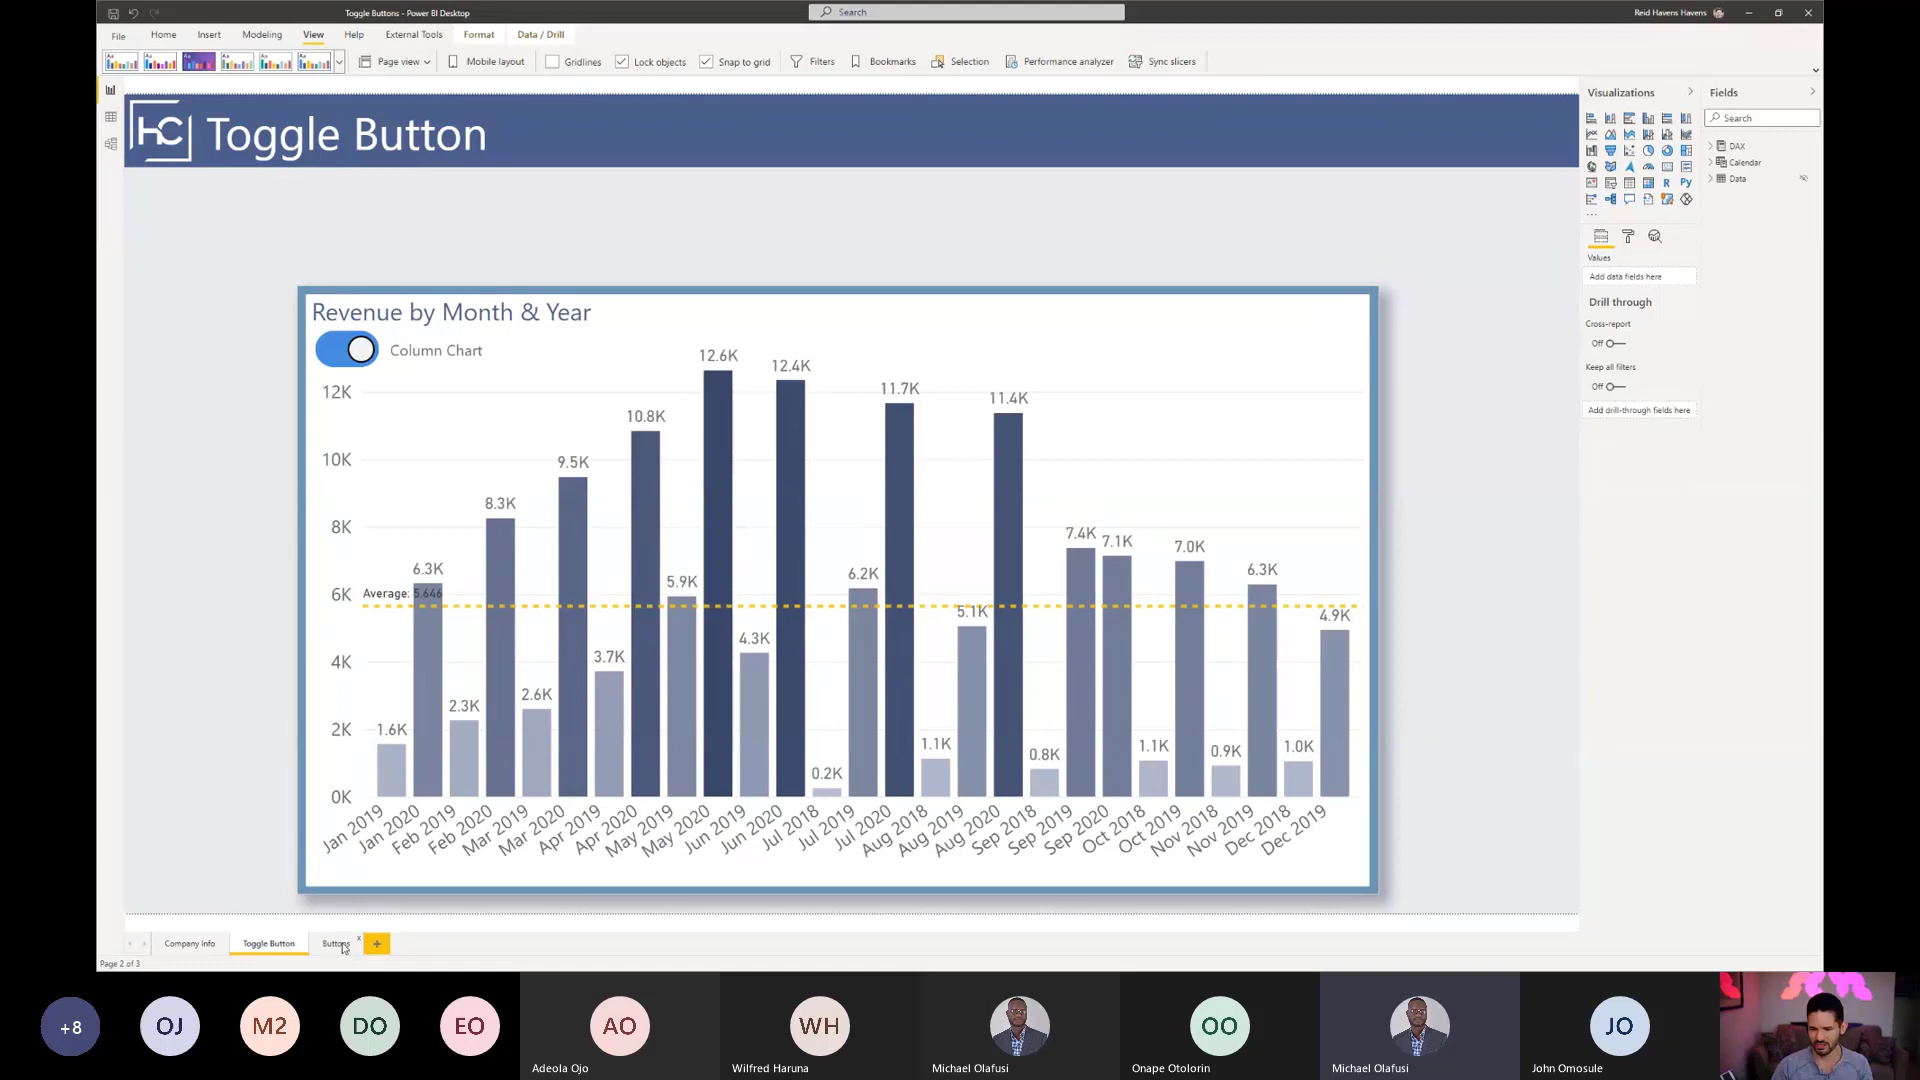 Toggle Buttons - Power BI Desktop
Search
Reid Havens Havens
File Home Insert Modeling View Help External Tools Format Data / Drill
Page view Mobile layout Gridlines Lock objects Snap to grid Filters Bookmarks Selection Performance analyzer Sync slicers
HC Toggle Button
Visualizations
Fields
Search
DAX
Calendar
Data
R Py
Values
Add data fields here
Drill through
Cross-report
Off
Keep all filters
Off
Add drill-through fields here
Revenue by Month & Year
Column Chart
12K
10K
8K
6K
4K
2K
0K
Average: 5,646
1.6K 6.3K 2.3K 8.3K 2.6K 9.5K 3.7K 10.8K 5.9K 12.6K 4.3K 12.4K 0.2K 6.2K 11.7K 1.1K 5.1K 11.4K 0.8K 7.4K 7.1K 1.1K 7.0K 0.9K 6.3K 1.0K 4.9K
Jan 2019 Jan 2020 Feb 2019 Feb 2020 Mar 2019 Mar 2020 Apr 2019 Apr 2020 May 2019 May 2020 Jun 2019 Jun 2020 Jul 2018 Jul 2019 Jul 2020 Aug 2018 Aug 2019 Aug 2020 Sep 2018 Sep 2019 Sep 2020 Oct 2018 Oct 2019 Nov 2018 Nov 2019 Dec 2018 Dec 2019
Company Info Toggle Button Buttons +
Page 2 of 3
+8 OJ M2 DO EO AO WH OO JO
Adeola Ojo Wilfred Haruna Michael Olafusi Onape Otolorin Michael Olafusi John Omosule